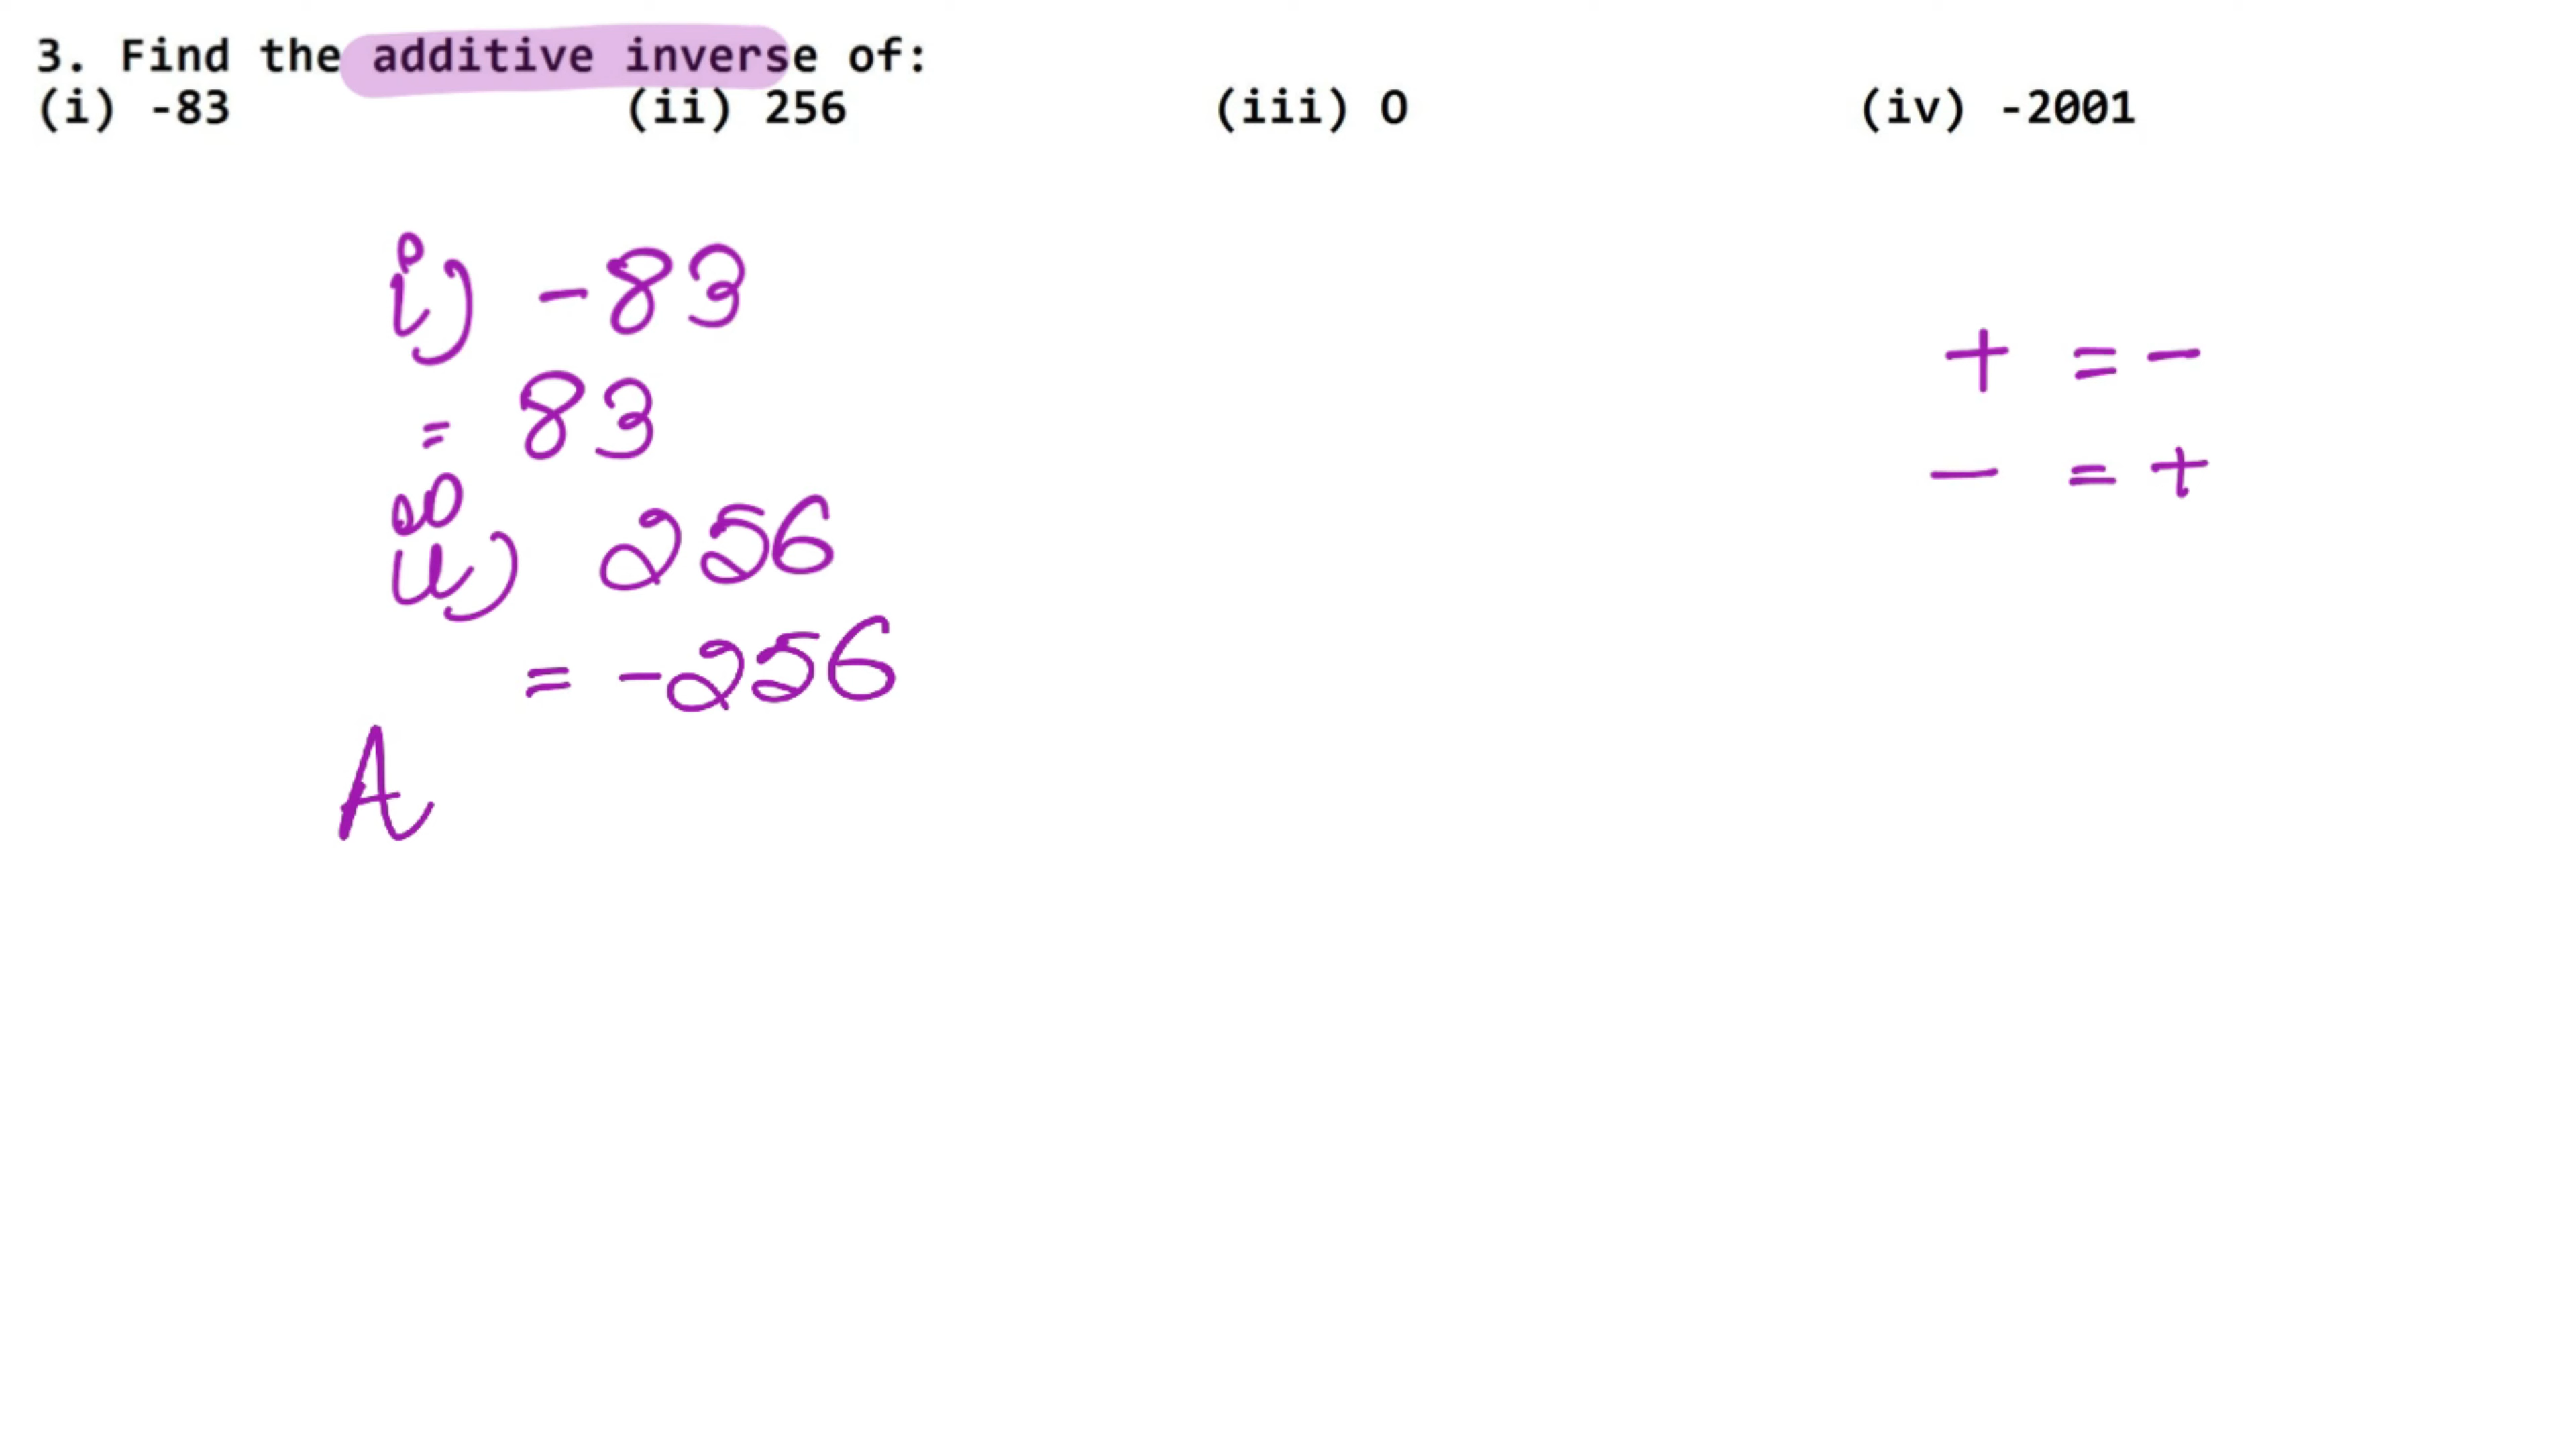 3. Find the additive inverse of:
(i) -83 (ii) 256 (iii) 0 (iv) -2001
i) -83
+ = -
= 83
- = +
ii) 256
= -256
A